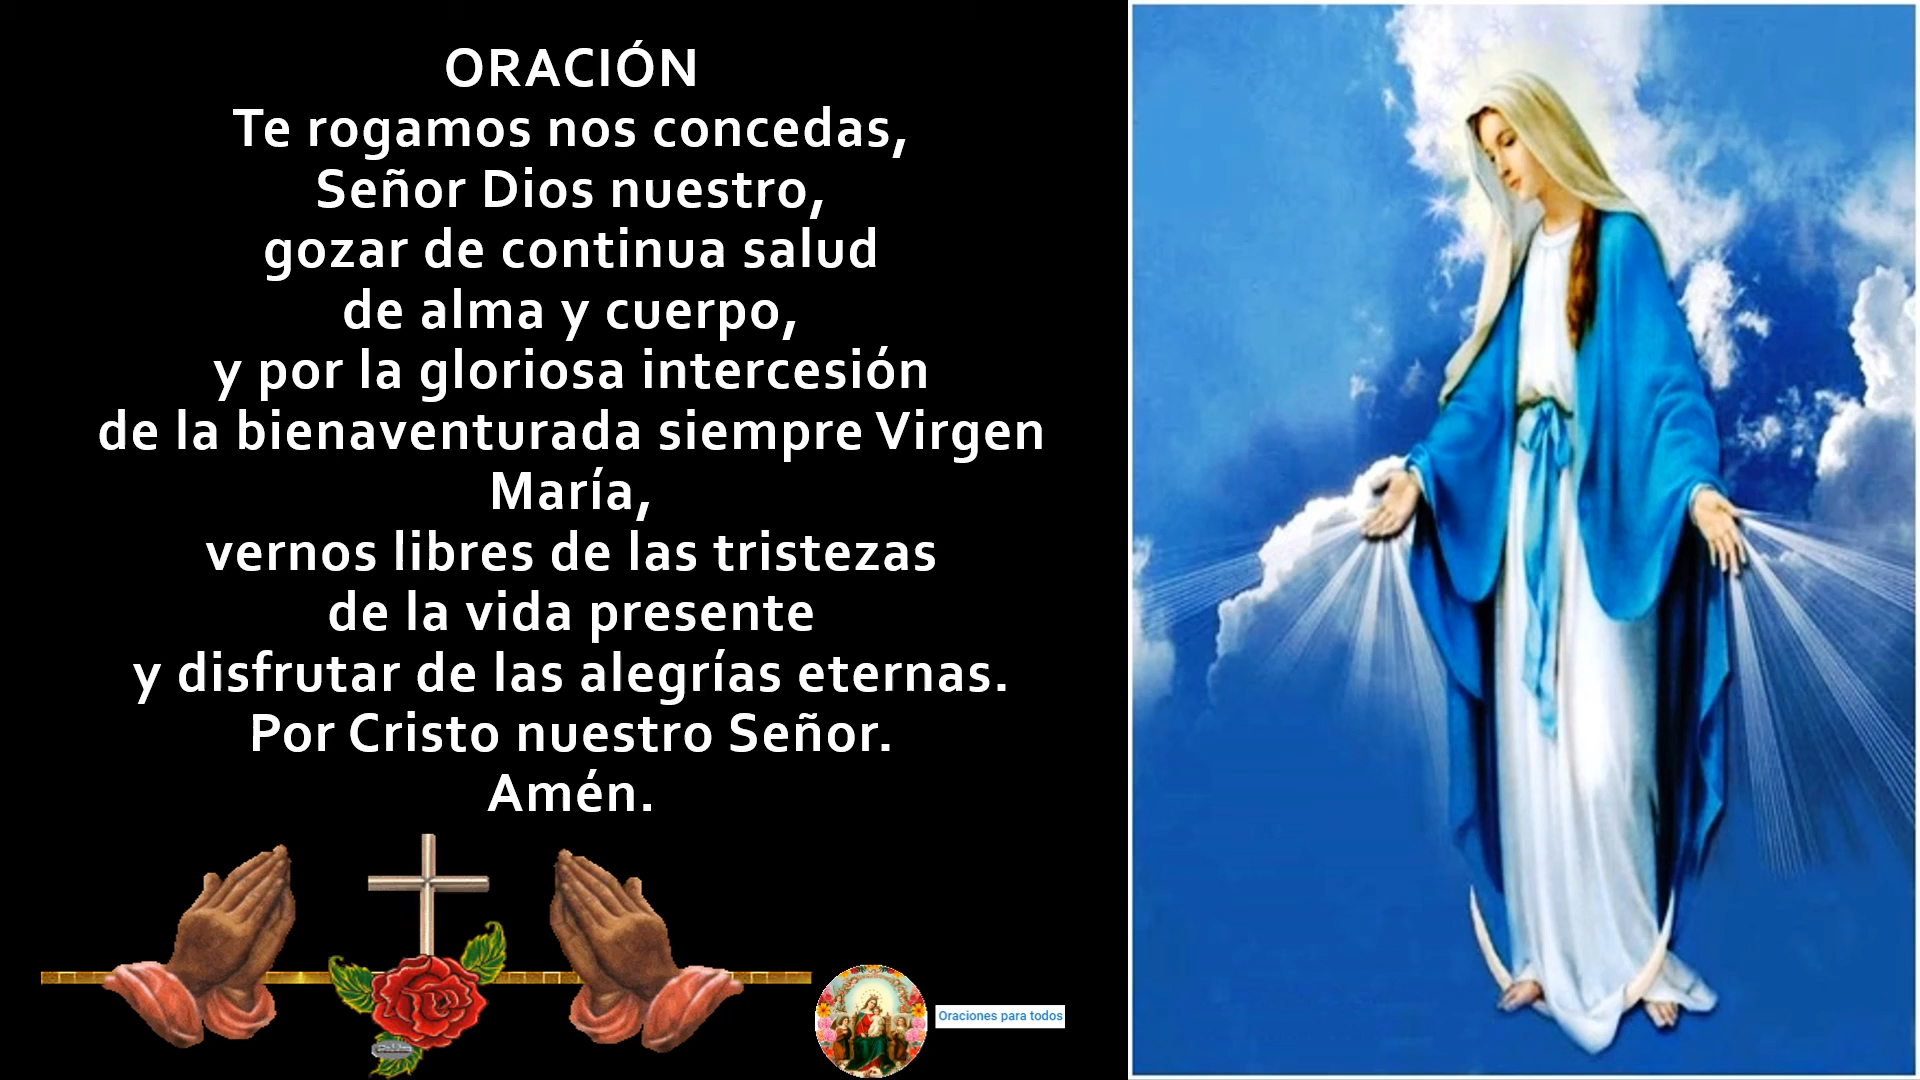 ORACIÓN
Te rogamos nos concedas,
Señor Dios nuestro,
gozar de continua salud
de alma y cuerpo,
y por la gloriosa intercesión
de la bienaventurada siempre Virgen
María,
vernos libres de las tristezas
de la vida presente
y disfrutar de las alegrías eternas.
Por Cristo nuestro Señor.
Amén.
Oraciones para todos